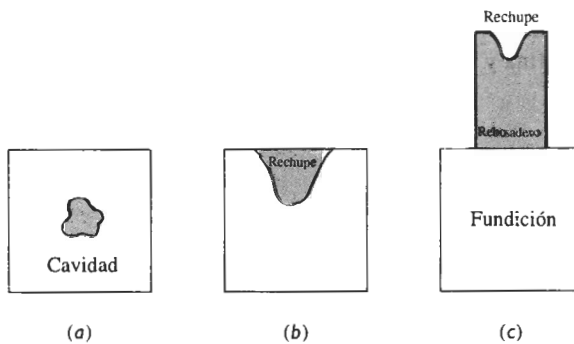 Rechupe
Rebosadero
Rechupe
Cavidad
Fundición
(a)
(b)
(c)